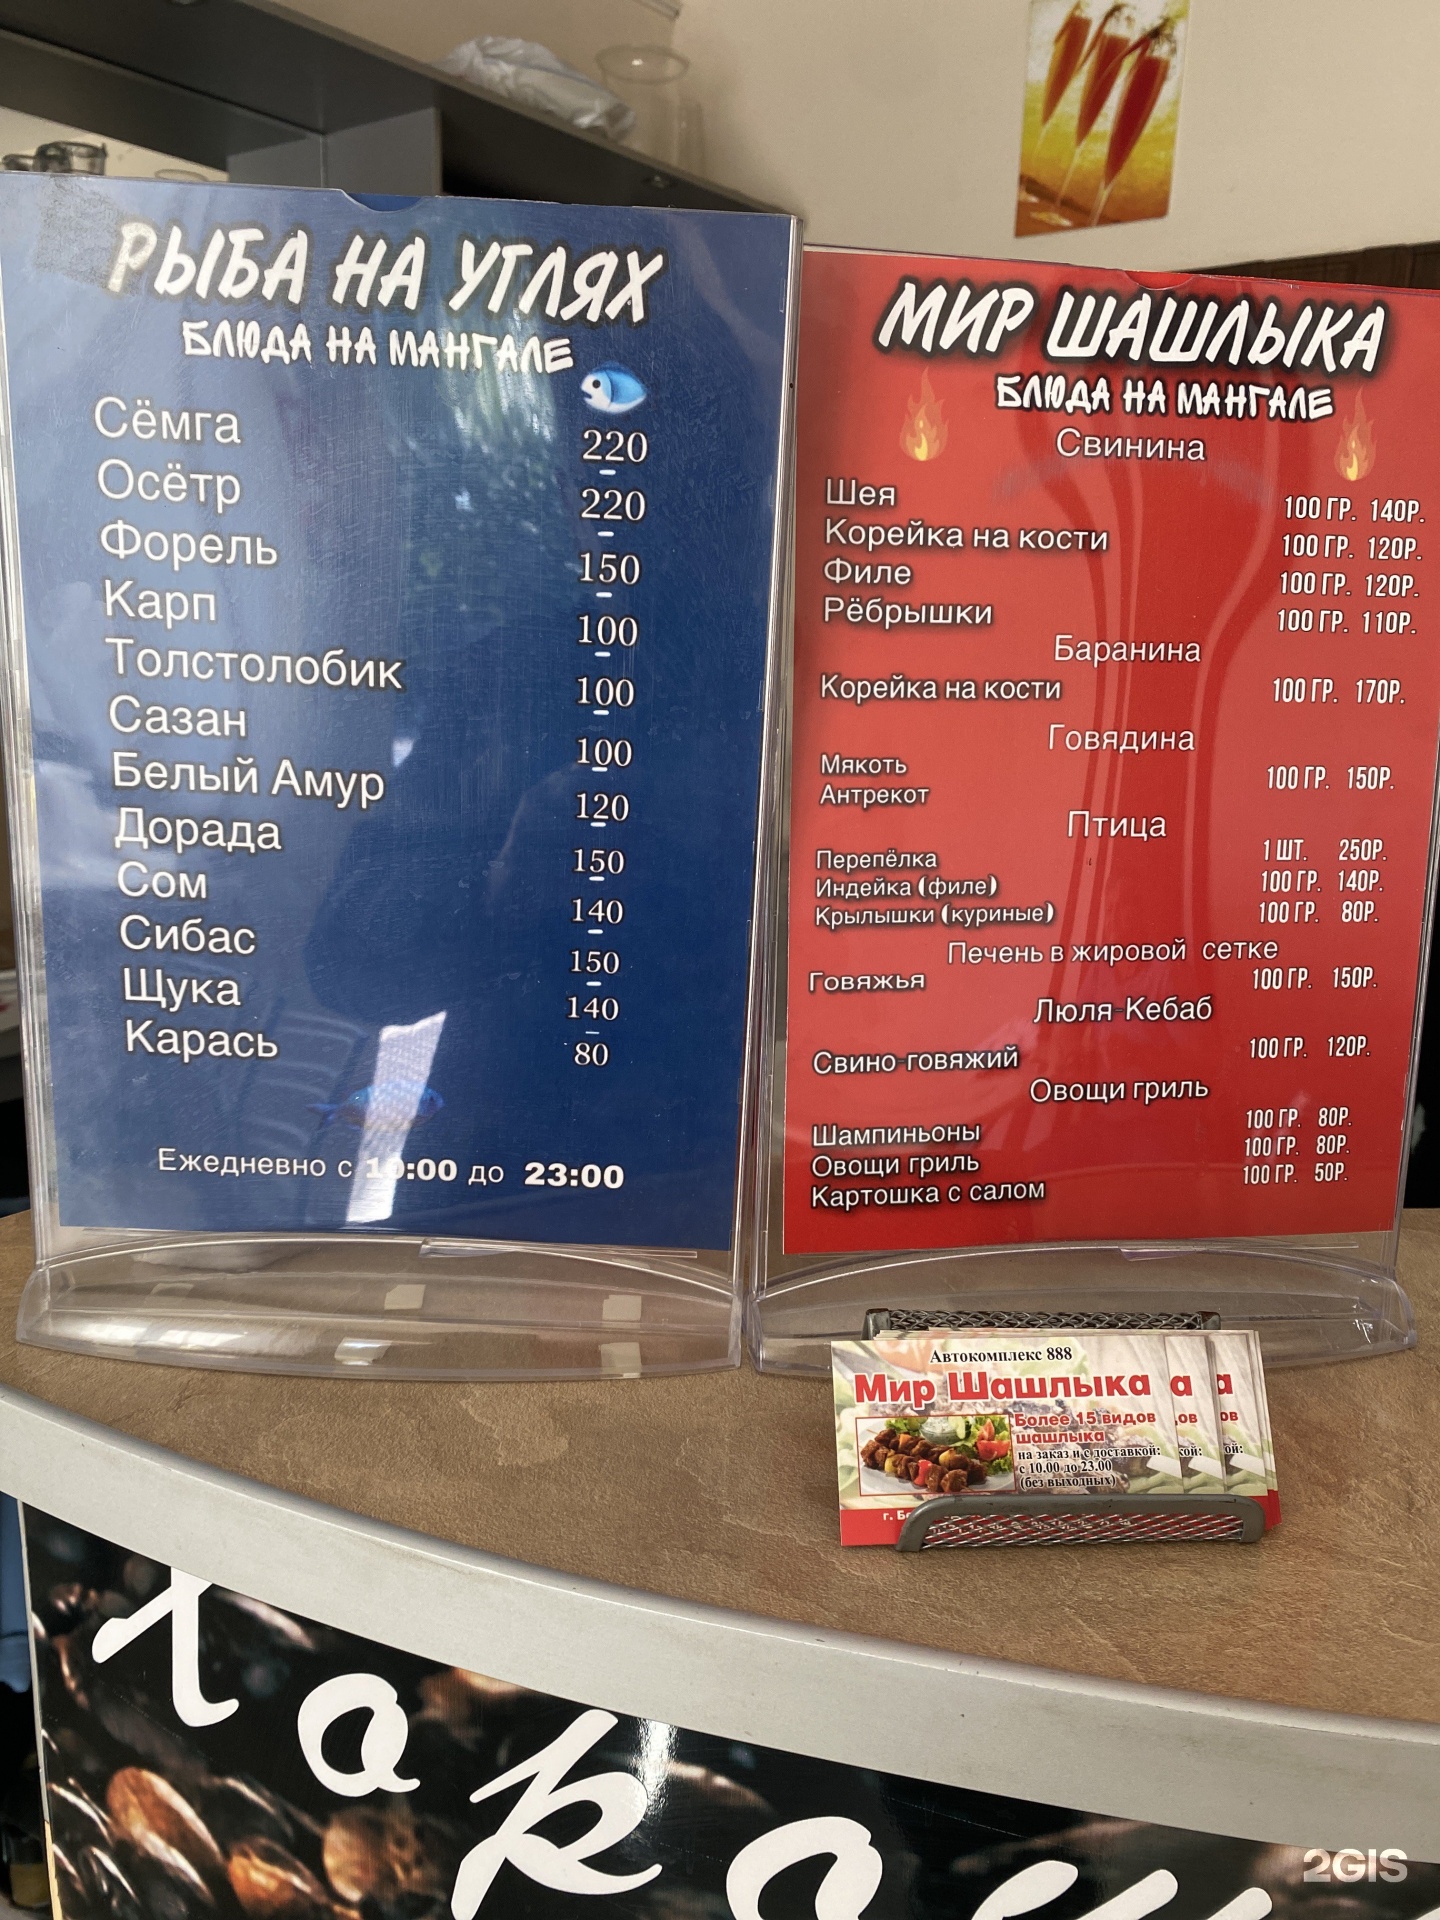 РЫБА НА УГЛЯХ
БЛЮДА НА МАНГАЛЕ
Сёмга 220
Осётр 220
Форель 150
Карп 100
Толстолобик 100
Сазан 100
Белый Амур 120
Дорада 150
Сом 140
Сибас 150
Щука 140
Карась 80
Ежедневно с 10:00 до 23:00
МИР ШАШЛЫКА
БЛЮДА НА МАНГАЛЕ
Свинина
Шея 100 ГР. 140Р.
Корейка на кости 100 ГР. 120Р.
Филе 100 ГР. 120Р.
Рёбрышки 100 ГР. 110Р.
Баранина
Корейка на кости 100 ГР. 170Р.
Говядина
Мякоть
Антрекот 100 ГР. 150Р.
Птица
Перепёлка 1 ШТ. 250Р.
Индейка (филе) 100 ГР. 140Р.
Крылышки (куриные) 100 ГР. 80Р.
Печень в жировой сетке
Говяжья 100 ГР. 150Р.
Люля-Кебаб
Свино-говяжий 100 ГР. 120Р.
Овощи гриль
Шампиньоны 100 ГР. 80Р.
Овощи гриль 100 ГР. 80Р.
Картошка с салом 100 ГР. 50Р.
Автокомплекс 888
Мир Шашлыка а а
Более 15 видов ов ов
шашлыка
на заказ и с доставкой: кой: ой:
с 10.00 до 23.00
(без выходных)
г.
Хоро
2GIS